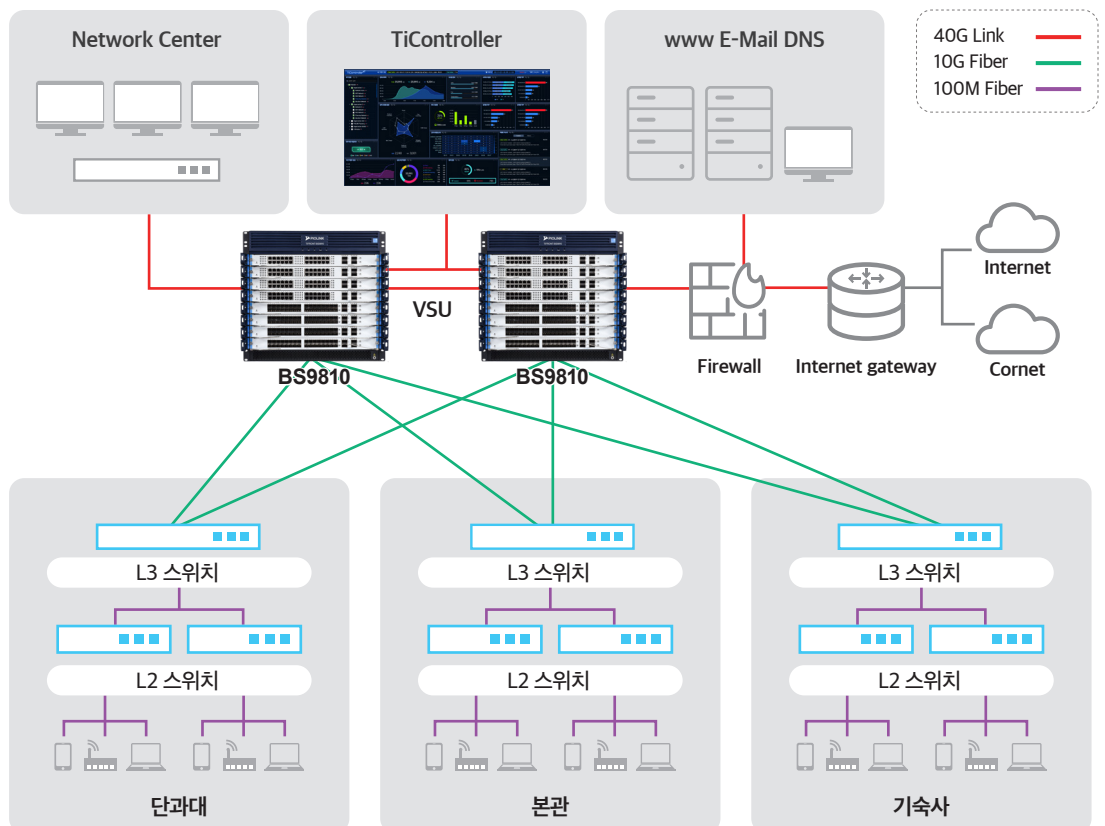 Network Center
TiController
www E-Mail DNS
40G Link
10G Fiber
100M Fiber
VSU
Internet
Cornet
Firewall
Internet gateway
BS9810
BS9810
L3 스위치
L3 스위치
L3 스위치
L2 스위치
L2 스위치
L2 스위치
단과대
본관
기숙사